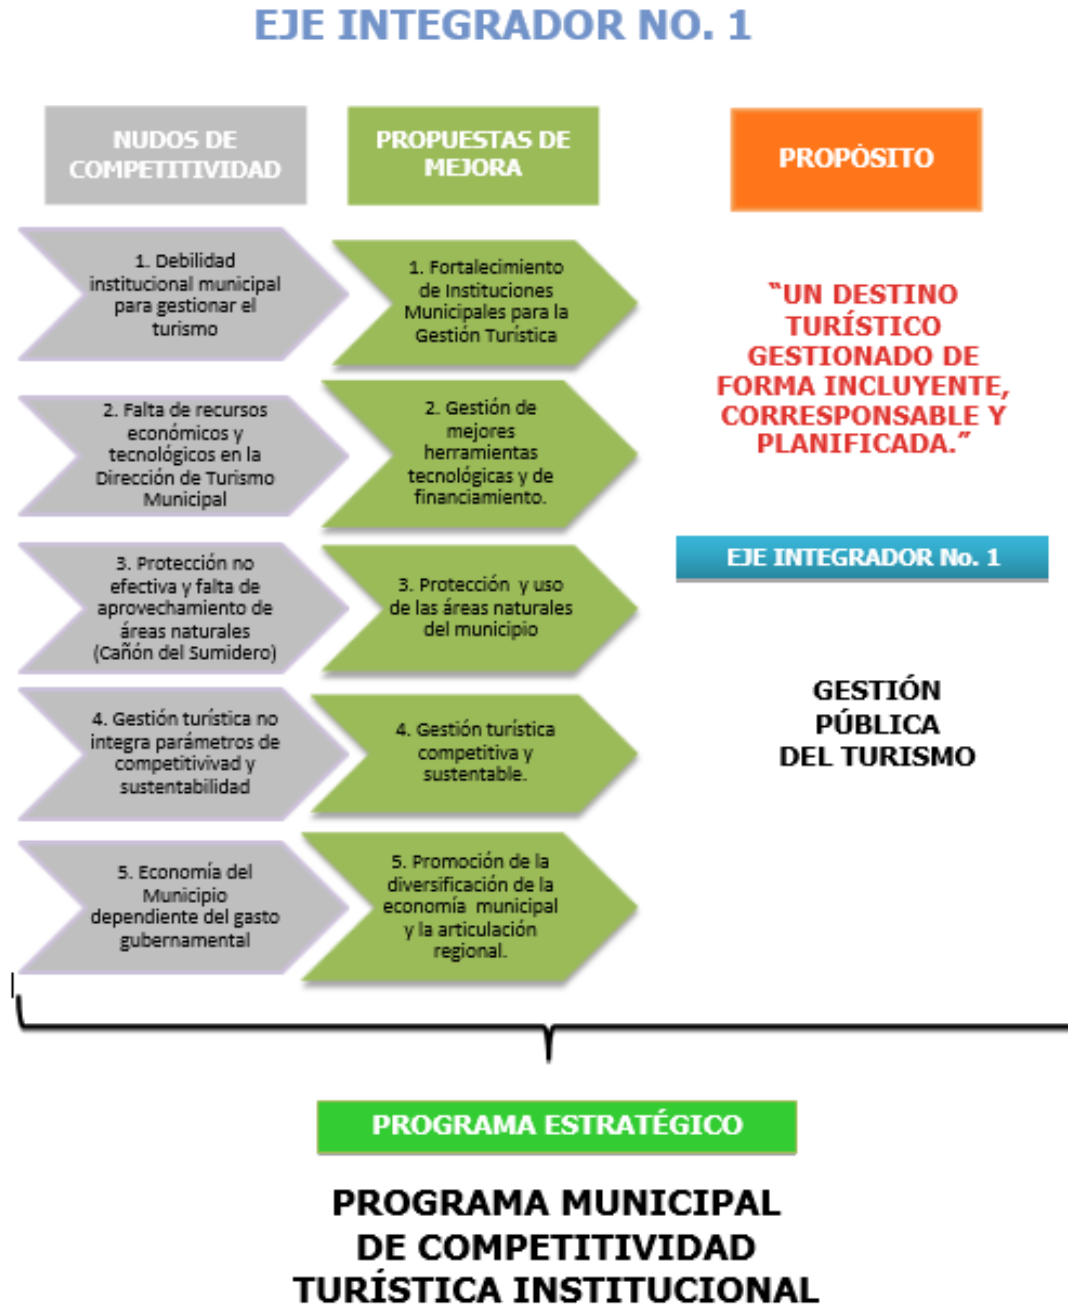 EJE INTEGRADOR NO. 1
NUDOS DE
COMPETITIVIDAD
PROPUESTAS DE
MEJORA
PROPÓSITO
1. Debilidad
institucional municipal
para gestionar el
turismo
1. Fortalecimiento
de Instituciones
Municipales para la
Gestión Turística
"UN DESTINO
TURÍSTICO
GESTIONADO DE
FORMA INCLUYENTE,
CORRESPONSABLE Y
PLANIFICADA."
2. Falta de recursos
económicos y
tecnológicos en la
Dirección de Turismo
Municipal
2. Gestión de
mejores
herramientas
tecnológicas y de
financiamiento.
EJE INTEGRADOR No. 1
3. Protección no
efectiva y falta de
aprovechamiento de
áreas naturales
(Cañón del Sumidero)
3. Protección y uso
de las áreas naturales
del municipio
GESTIÓN
PÚBLICA
DEL TURISMO
4. Gestión turística no
integra parámetros de
competitivivad y
sustentabilidad
4. Gestión turística
competitiva y
sustentable.
5. Economía del
Municipio
dependiente del gasto
gubernamental
5. Promoción de la
diversificación de la
economía municipal
y la articulación
regional.
PROGRAMA ESTRATÉGICO
PROGRAMA MUNICIPAL
DE COMPETITIVIDAD
TURÍSTICA INSTITUCIONAL